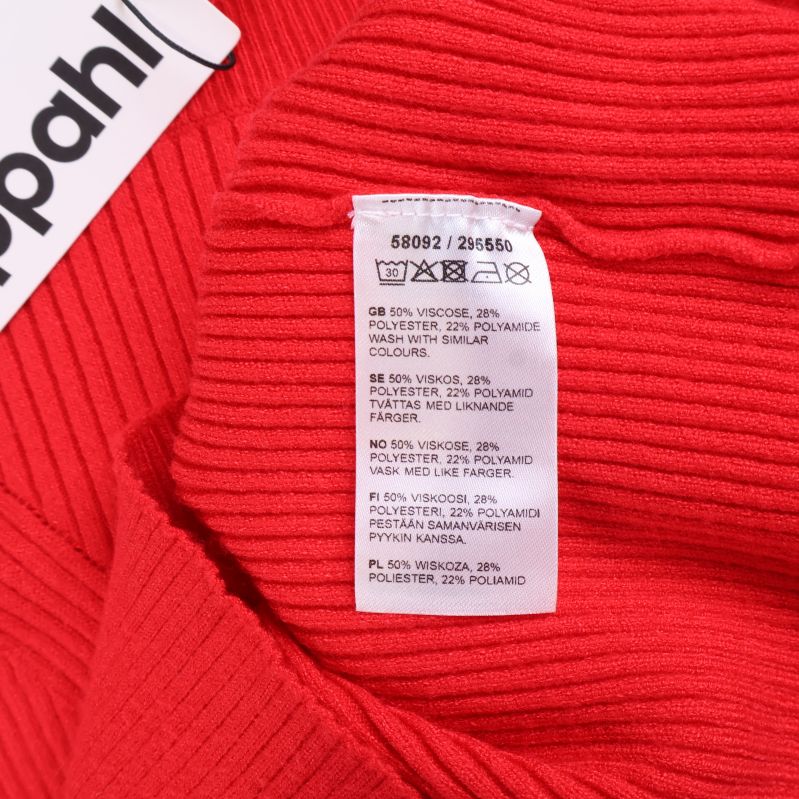 ppahl
58092 / 295550
30
GB 50% VISCOSE, 28%
POLYESTER, 22% POLYAMIDE
WASH WITH SIMILAR
COLOURS.
SE 50% VISKOS, 28%
POLYESTER, 22% POLYAMID
TVÄTTAS MED LIKNANDE
FÄRGER.
NO 50% VISKOSE, 28%
POLYESTER, 22% POLYAMID
VASK MED LIKE FARGER.
FI 50% VISKOOSI, 28%
POLYESTERI, 22% POLYAMIDI
PESTÄÄN SAMANVÄRISEN
PYYKIN KANSSA.
PL 50% WISKOZA, 28%
POLIESTER, 22% POLIAMID